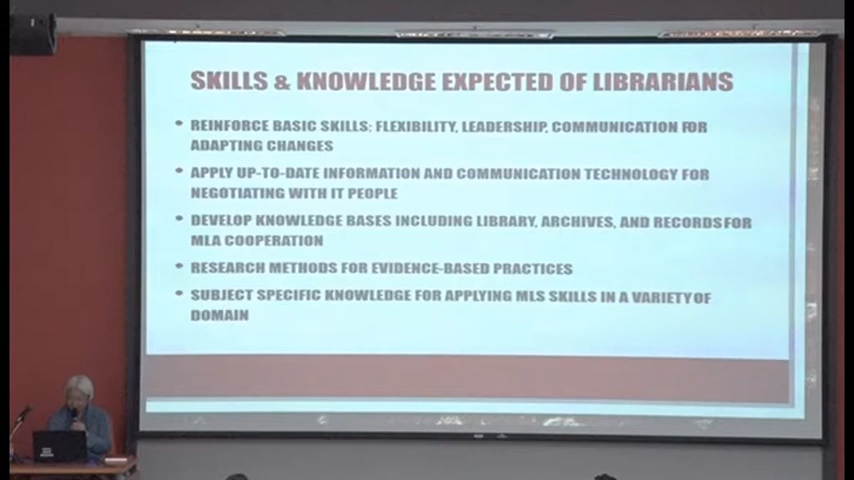 SKILLS & KNOWLEDGE EXPECTED OF LIBRARIANS
• REINFORCE BASIC SKILLS: FLEXIBILITY, LEADERSHIP, COMMUNICATION FOR
ADAPTING CHANGES
• APPLY UP-TO-DATE INFORMATION AND COMMUNICATION TECHNOLOGY FOR
NEGOTIATING WITH IT PEOPLE
• DEVELOP KNOWLEDGE BASES INCLUDING LIBRARY, ARCHIVES, AND RECORDS FOR
MLA COOPERATION
• RESEARCH METHODS FOR EVIDENCE-BASED PRACTICES
• SUBJECT SPECIFIC KNOWLEDGE FOR APPLYING MLS SKILLS IN A VARIETY OF
DOMAIN